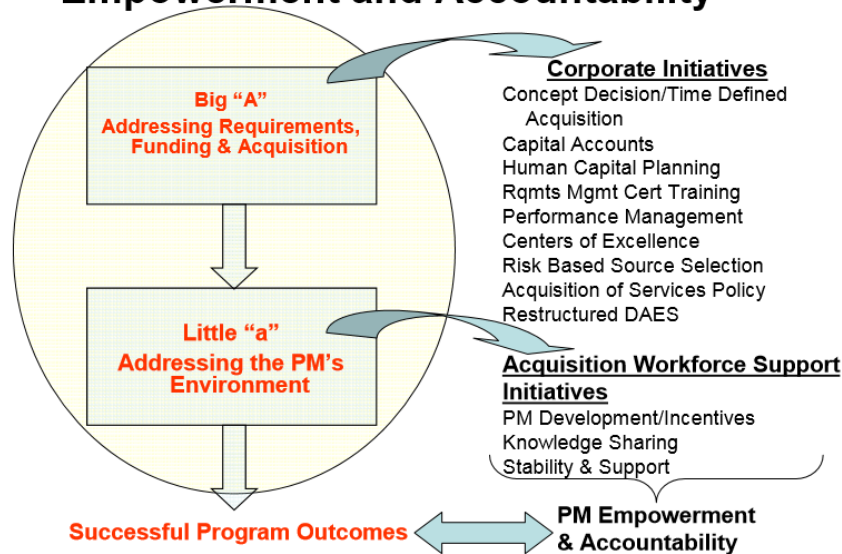 Empowerment and Accountability
Big “A”
Addressing Requirements,
Funding & Acquisition
Little “a”
Addressing the PM’s
Environment
Successful Program Outcomes
Corporate Initiatives
Concept Decision/Time Defined
Acquisition
Capital Accounts
Human Capital Planning
Rqmts Mgmt Cert Training
Performance Management
Centers of Excellence
Risk Based Source Selection
Acquisition of Services Policy
Restructured DAES
Acquisition Workforce Support
Initiatives
PM Development/Incentives
Knowledge Sharing
Stability & Support
PM Empowerment
& Accountability